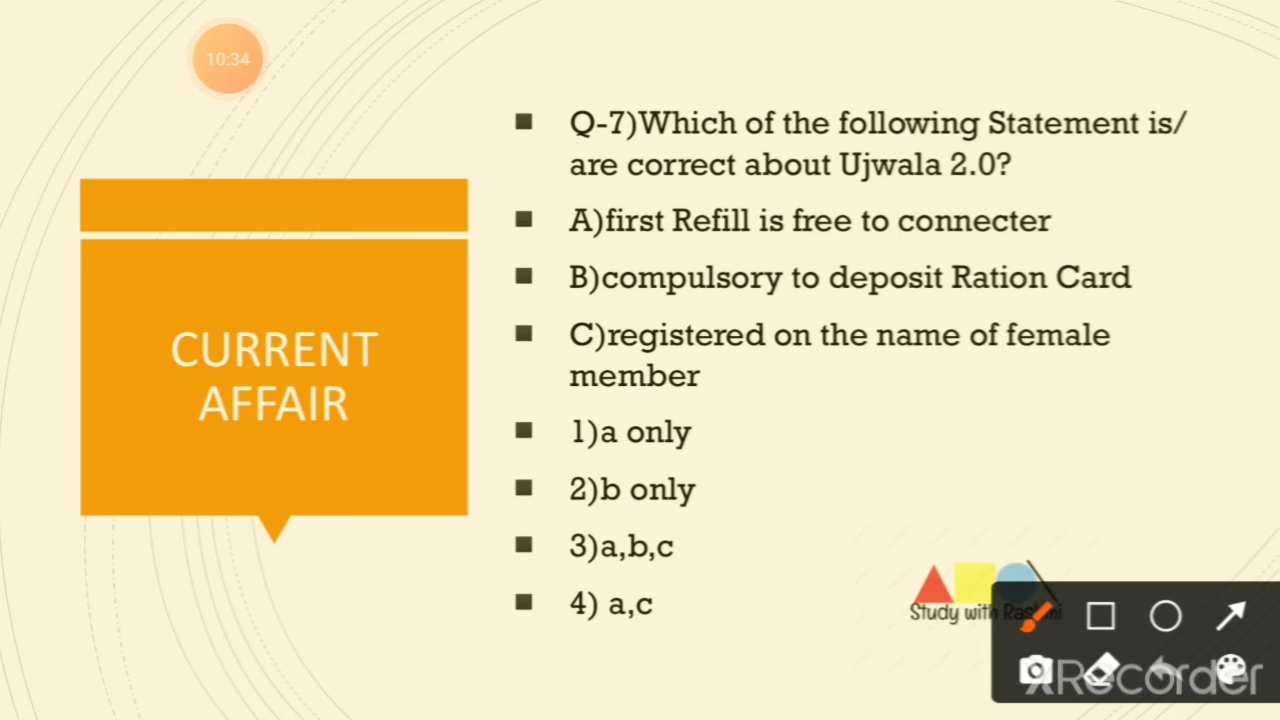 10:34
Q-7)Which of the following Statement is/
are correct about Ujwala 2.0?
A)first Refill is free to connecter
B)compulsory to deposit Ration Card
C)registered on the name of female
member
CURRENT
AFFAIR
1)a only
2)b only
3)a,b,c
4) a,c
Study with Rashmi
XRecorder